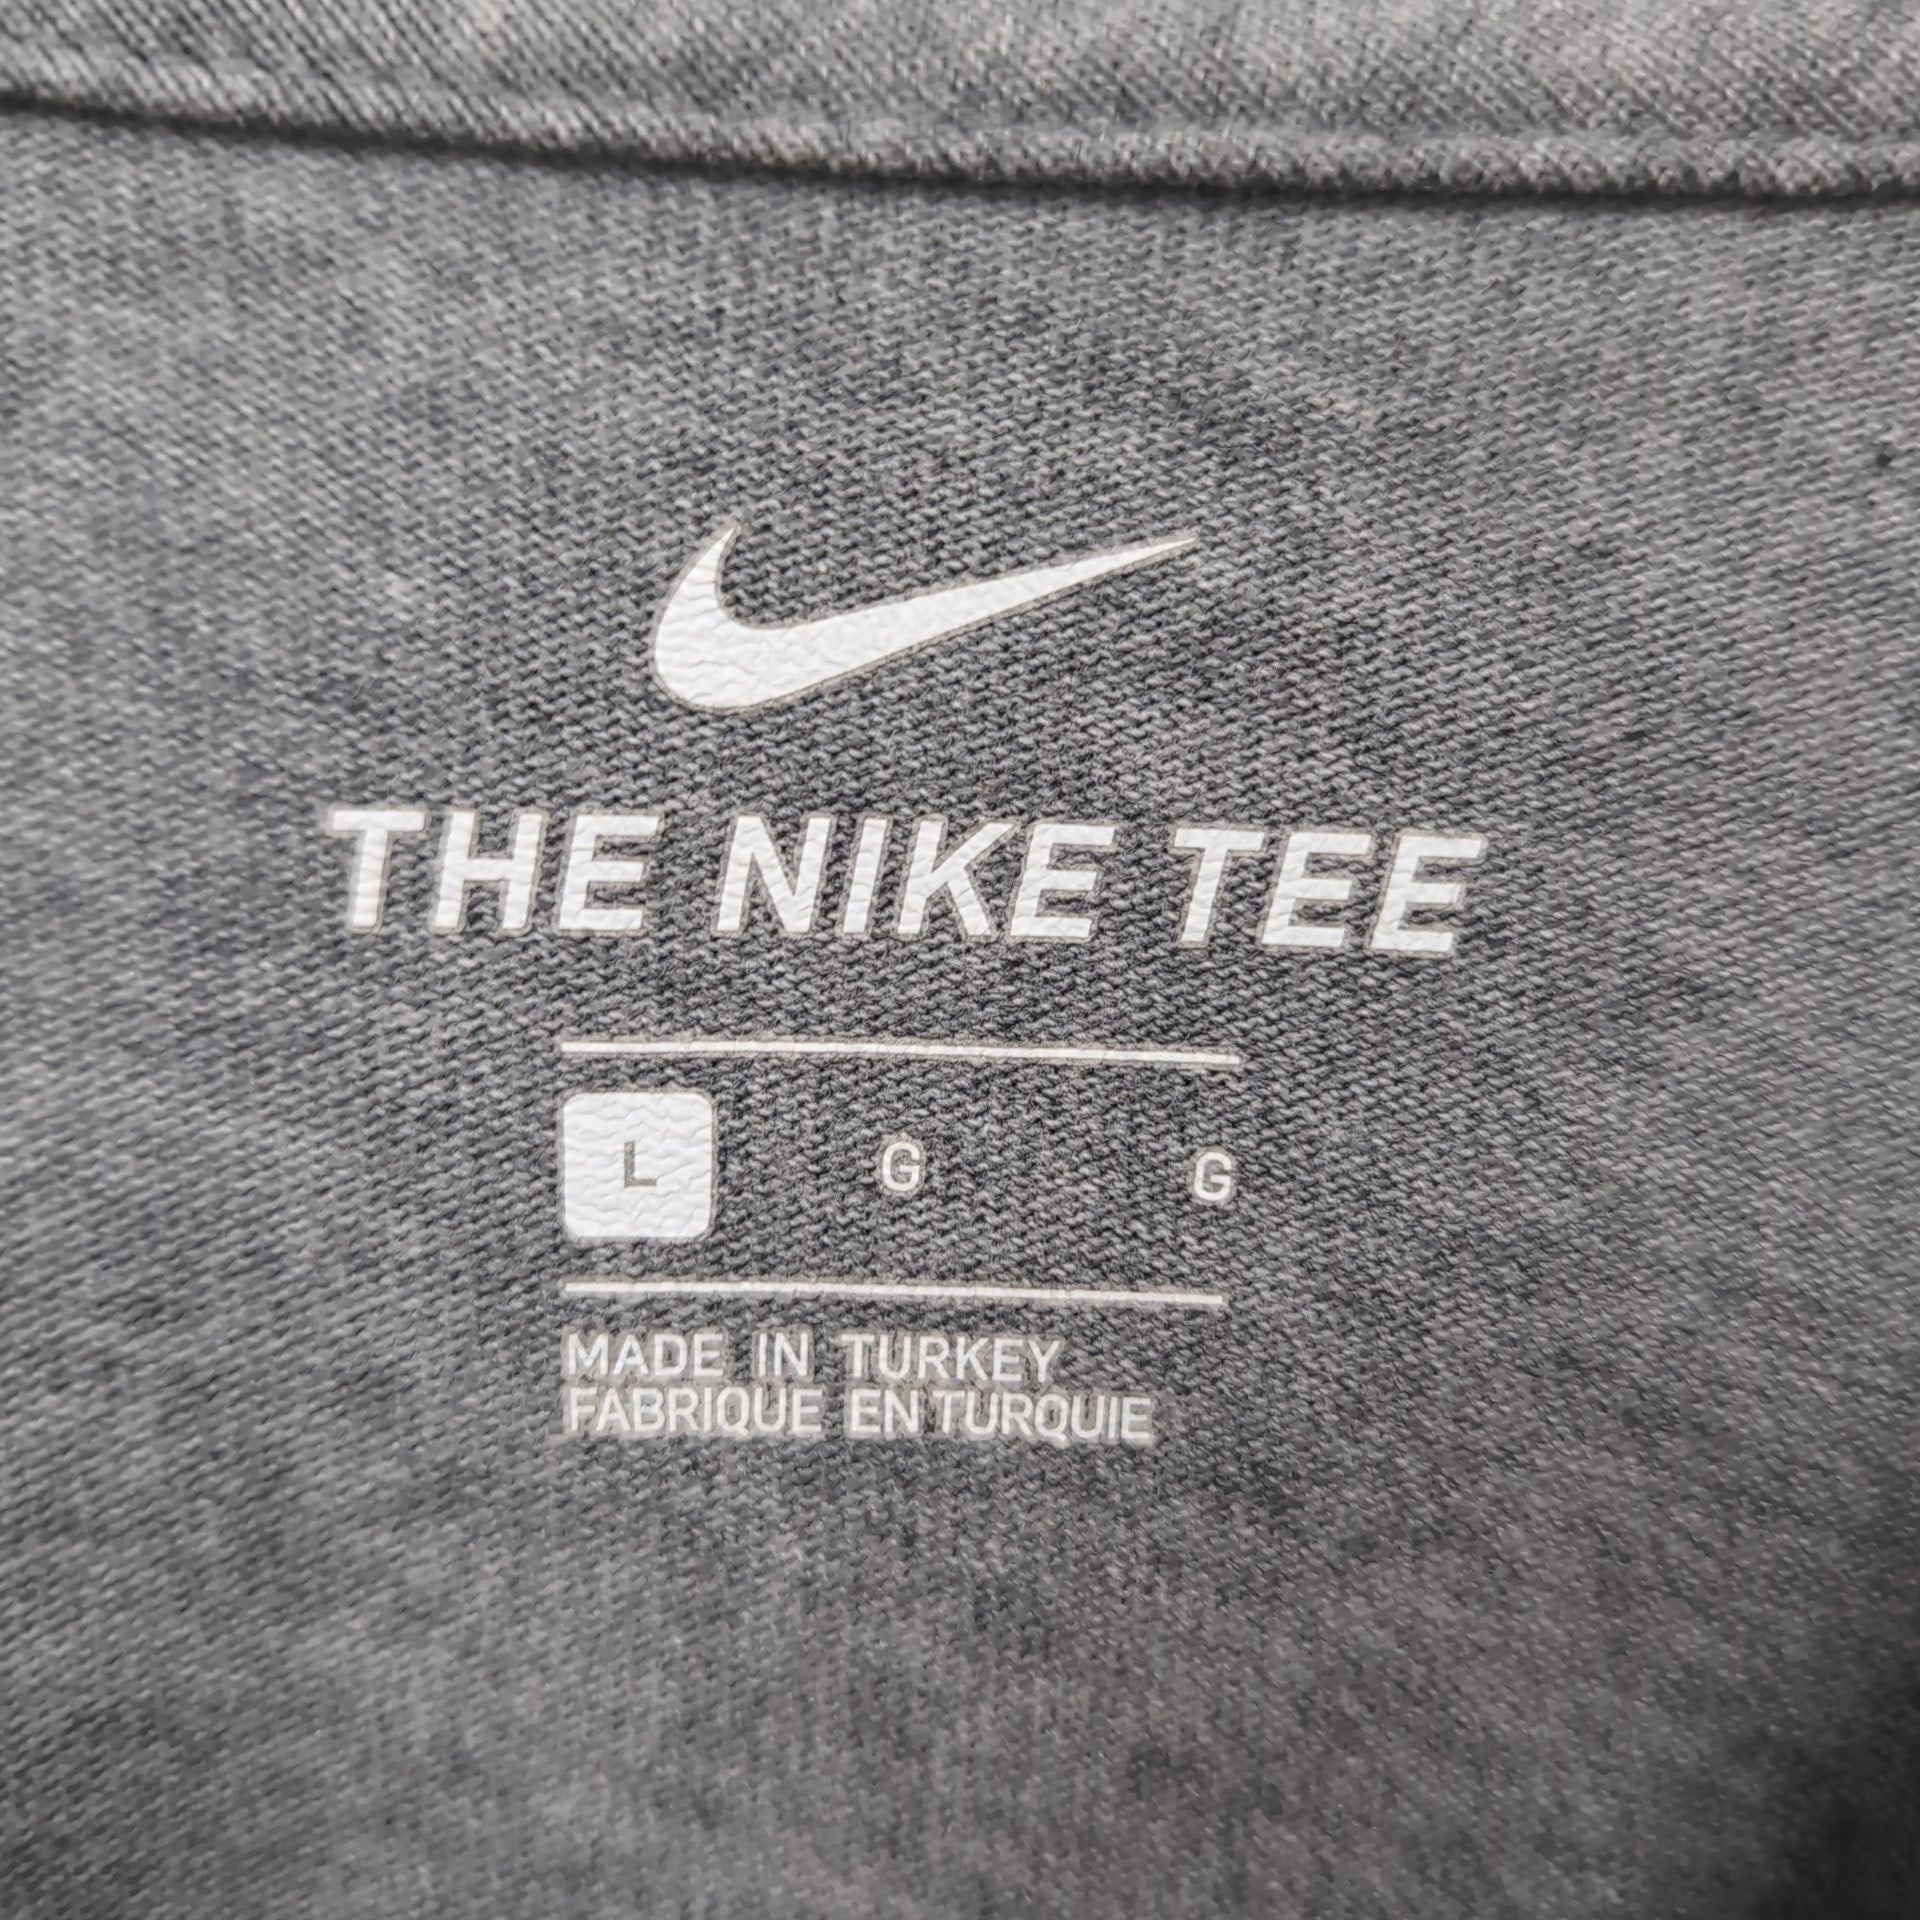 THE NIKE TEE
L G G
MADE IN TURKEY
FABRIQUE EN TURQUIE